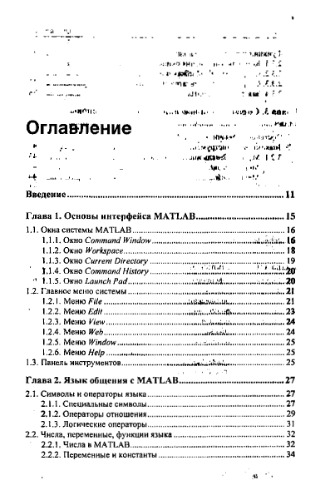 Оглавление
Введение 11
Глава 1. Основы интерфейса MATLAB 15
1.1. Окна системы MATLAB 16
1.1.1. Окно Command Window 16
1.1.2. Окно Workspace 18
1.1.3. Окно Current Directory 19
1.1.4. Окно Command History 20
1.1.5. Окно Launch Pad 20
1.2. Главное меню системы 21
1.2.1. Меню File 21
1.2.2. Меню Edit 23
1.2.3. Меню View 24
1.2.4. Меню Web 24
1.2.5. Меню Window 25
1.2.6. Меню Help 25
1.3. Панель инструментов 25
Глава 2. Язык общения с MATLAB 27
2.1. Символы и операторы языка 27
2.1.1. Специальные символы 27
2.1.2. Операторы отношения 29
2.1.3. Логические операторы 31
2.2. Числа, переменные, функции языка 32
2.2.1. Числа в MATLAB 32
2.2.2. Переменные и константы 34